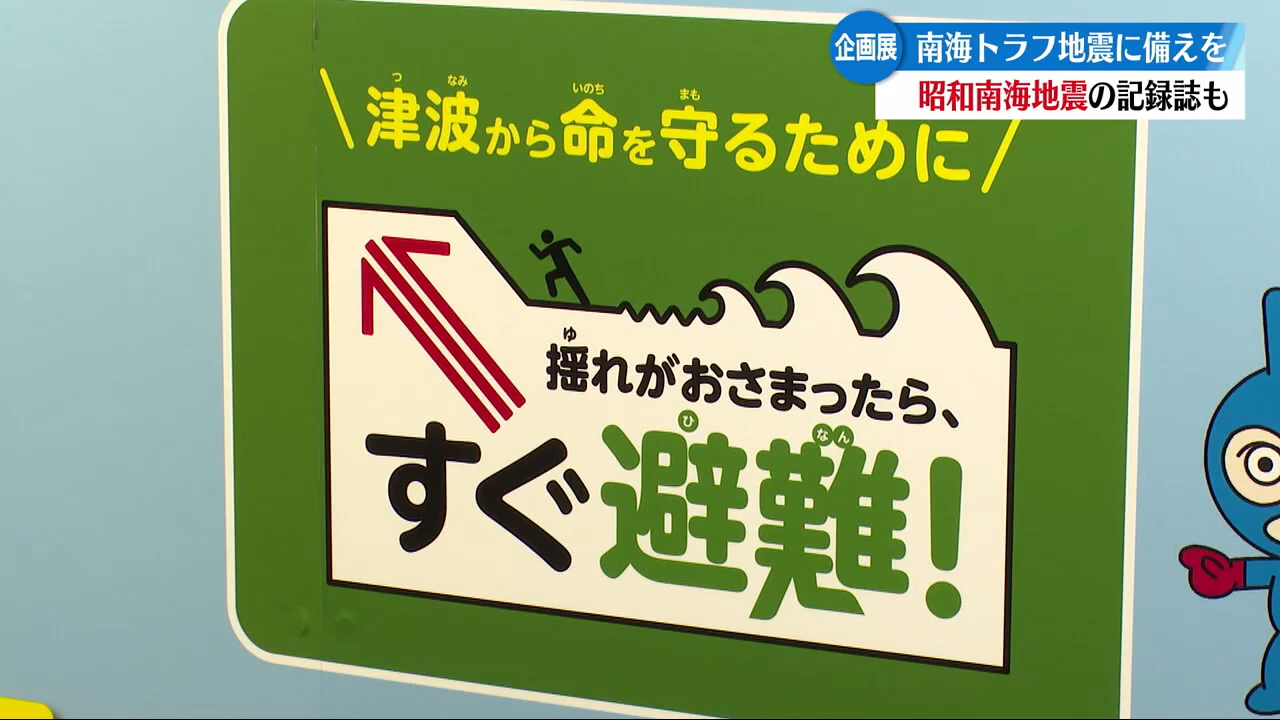 企画展
南海トラフ地震に備えを
昭和南海地震の記録誌も
つ なみ いのち まも
津波から命を守るために
ゆ
揺れがおさまったら、
ひ なん
すぐ避難!